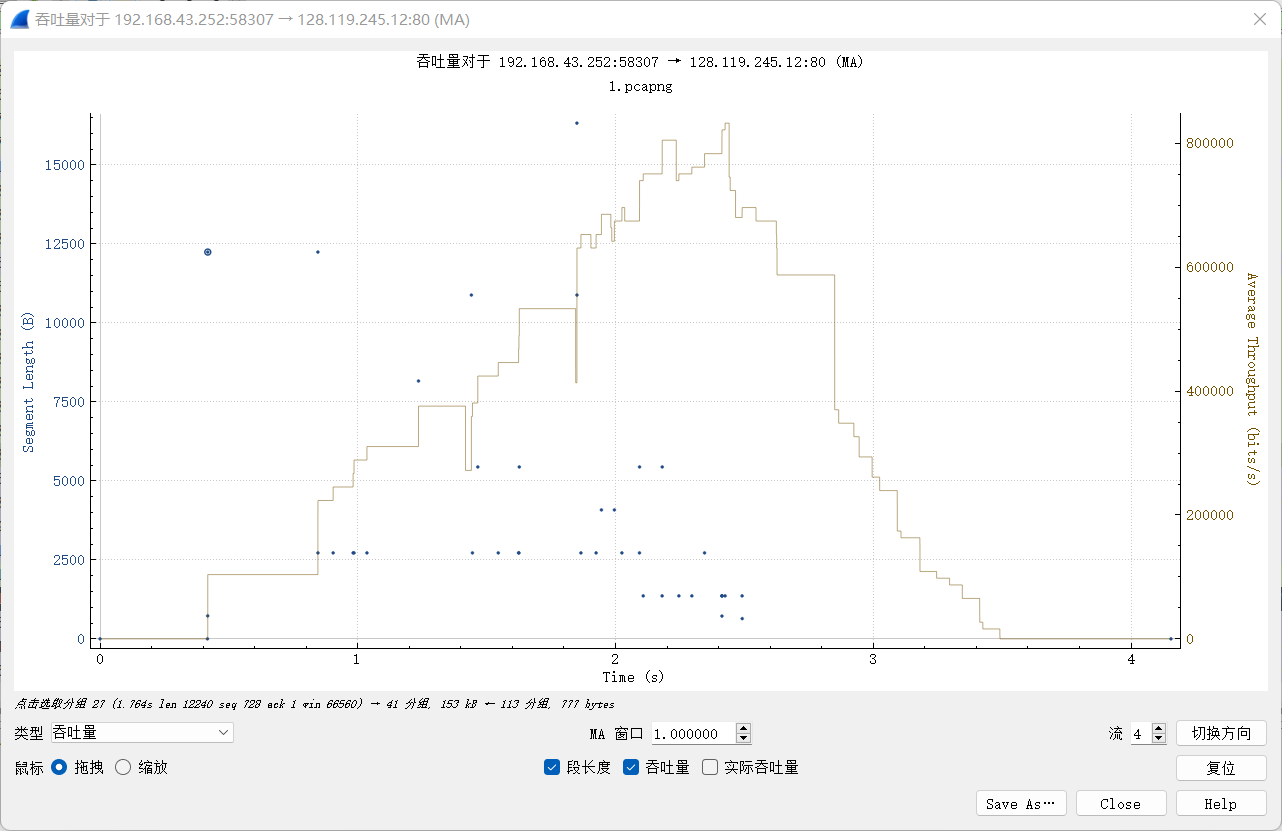 吞吐量对于 192.168.43.252:58307 → 128.119.245.12:80 (MA)
吞吐量对于 192.168.43.252:58307 → 128.119.245.12:80 (MA)
1.pcapng
Segment Length (B)
15000
12500
10000
7500
5000
2500
0
800000
600000
400000
200000
0
Average Throughput (bits/s)
0 1 2 3 4
Time (s)
点击选取分组 27 (1.764s len 12240 seq 729 ack 1 win 66560) → 41 分组, 153 kB ← 113 分组, 777 bytes
类型 吞吐量 MA 窗口 1.000000 流 4 切换方向
鼠标 拖拽 缩放 段长度 吞吐量 实际吞吐量 复位
Save As… Close Help